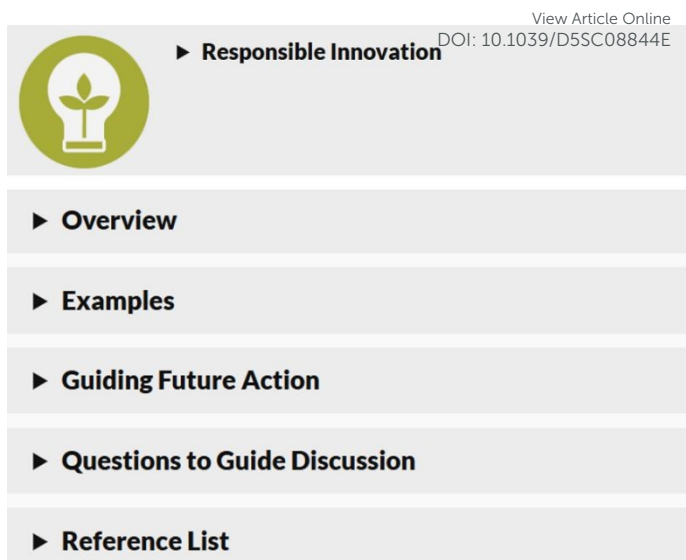 View Article Online
DOI: 10.1039/D5SC08844E
Responsible Innovation
Overview
Examples
Guiding Future Action
Questions to Guide Discussion
Reference List